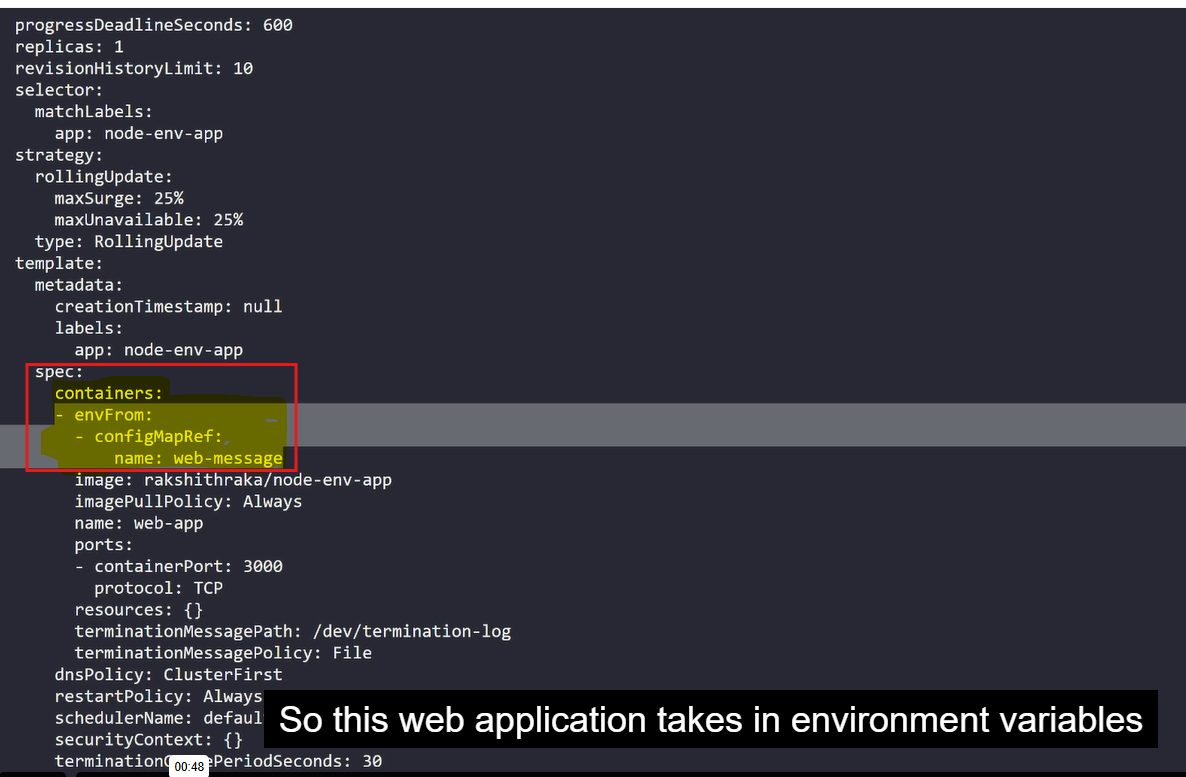 progressDeadlineSeconds: 600
replicas: 1
revisionHistoryLimit: 10
selector:
  matchLabels:
    app: node-env-app
strategy:
  rollingUpdate:
    maxSurge: 25%
    maxUnavailable: 25%
  type: RollingUpdate
template:
  metadata:
    creationTimestamp: null
    labels:
      app: node-env-app
  spec:
    containers:
    - envFrom:
      - configMapRef:
          name: web-message
      image: rakshithraka/node-env-app
      imagePullPolicy: Always
      name: web-app
      ports:
      - containerPort: 3000
        protocol: TCP
      resources: {}
      terminationMessagePath: /dev/termination-log
      terminationMessagePolicy: File
    dnsPolicy: ClusterFirst
    restartPolicy: Always
    schedulerName: defaul
    securityContext: {}
So this web application takes in environment variables
    PeriodSeconds: 30
00:48